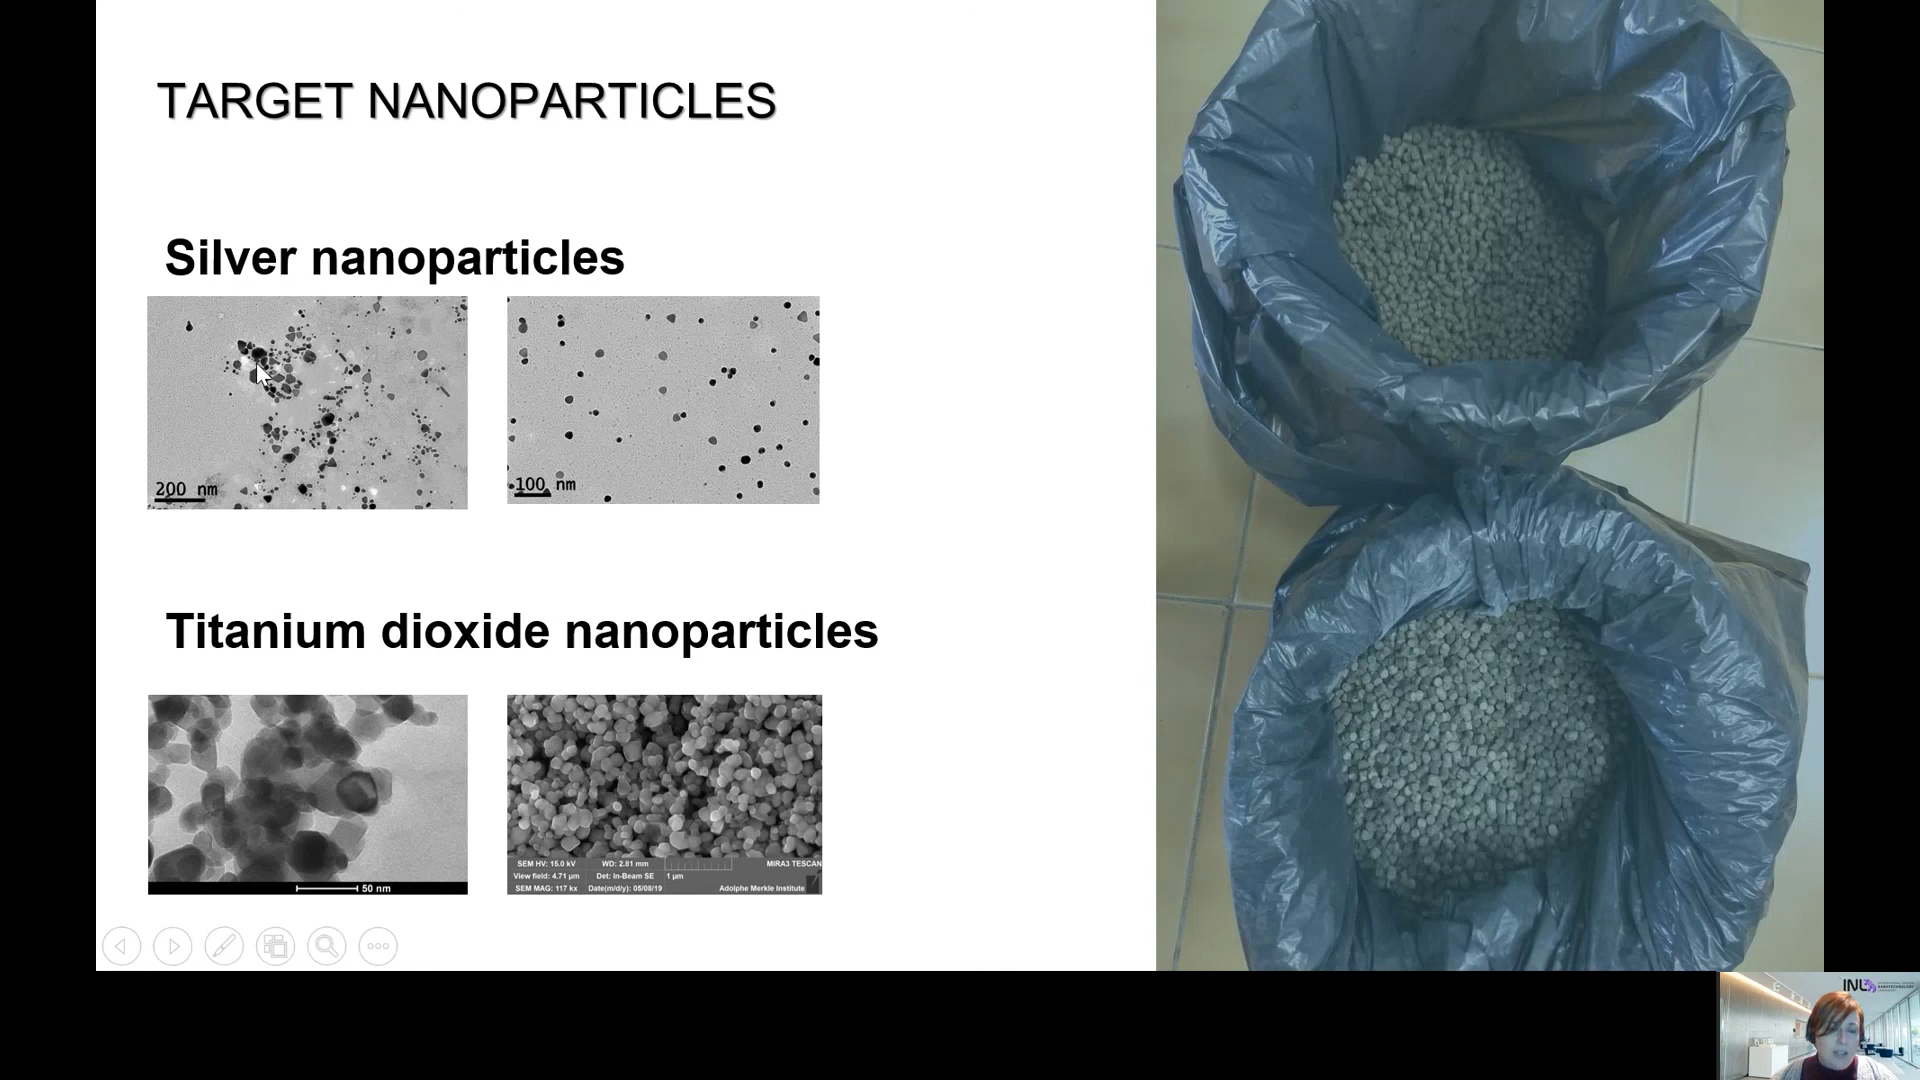 TARGET NANOPARTICLES
Silver nanoparticles
200 nm
100 nm
Titanium dioxide nanoparticles
50 nm
SEM HV: 15.0 kV WD: 2.81 mm MIRA3 TESCAN
View field: 4.71 µm Det: In-Beam SE 1 µm
SEM MAG: 117 kx Date(m/d/y): 05/08/19 Adolphe Merkle Institute
INL